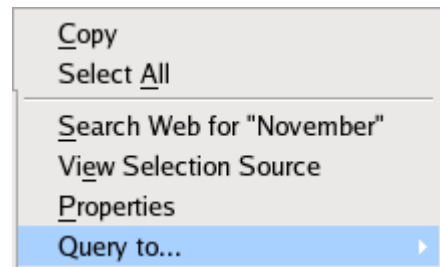 Copy
Select All
Search Web for "November"
View Selection Source
Properties
Query to...